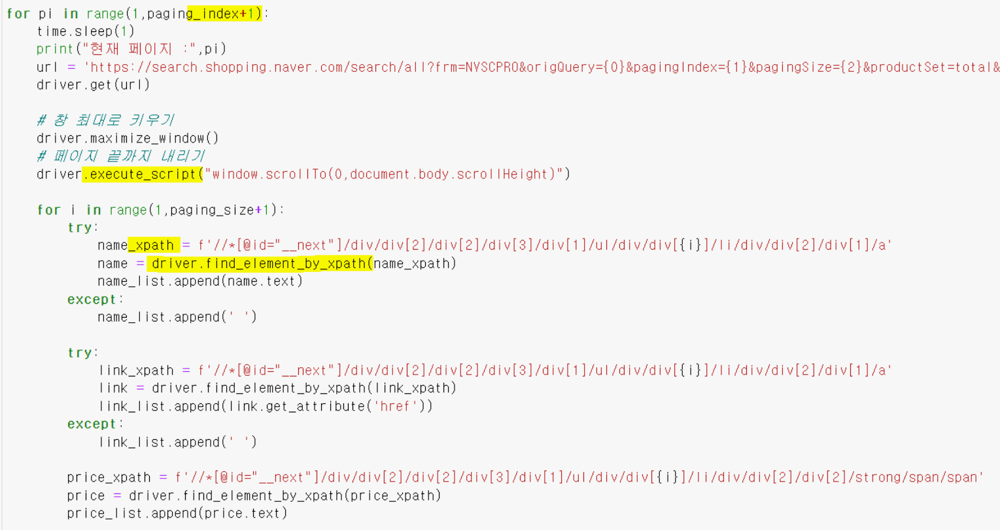 for pi in range(1,paging_index+1):
    time.sleep(1)
    print("현재 페이지 :",pi)
    url = 'https://search.shopping.naver.com/search/all?frm=NVSCPRO&origQuery={0}&pagingIndex={1}&pagingSize={2}&productSet=total&
    driver.get(url)

    # 창 최대로 키우기
    driver.maximize_window()
    # 페이지 끝까지 내리기
    driver.execute_script("window.scrollTo(0,document.body.scrollHeight)")

    for i in range(1,paging_size+1):
        try:
            name_xpath = f'//*[@id="__next"]/div/div[2]/div[2]/div[3]/div[1]/ul/div/div[{i}]/li/div/div[2]/div[1]/a'
            name = driver.find_element_by_xpath(name_xpath)
            name_list.append(name.text)
        except:
            name_list.append(' ')

        try:
            link_xpath = f'//*[@id="__next"]/div/div[2]/div[2]/div[3]/div[1]/ul/div/div[{i}]/li/div/div[2]/div[1]/a'
            link = driver.find_element_by_xpath(link_xpath)
            link_list.append(link.get_attribute('href'))
        except:
            link_list.append(' ')

        price_xpath = f'//*[@id="__next"]/div/div[2]/div[2]/div[3]/div[1]/ul/div/div[{i}]/li/div/div[2]/div[2]/strong/span/span'
        price = driver.find_element_by_xpath(price_xpath)
        price_list.append(price.text)